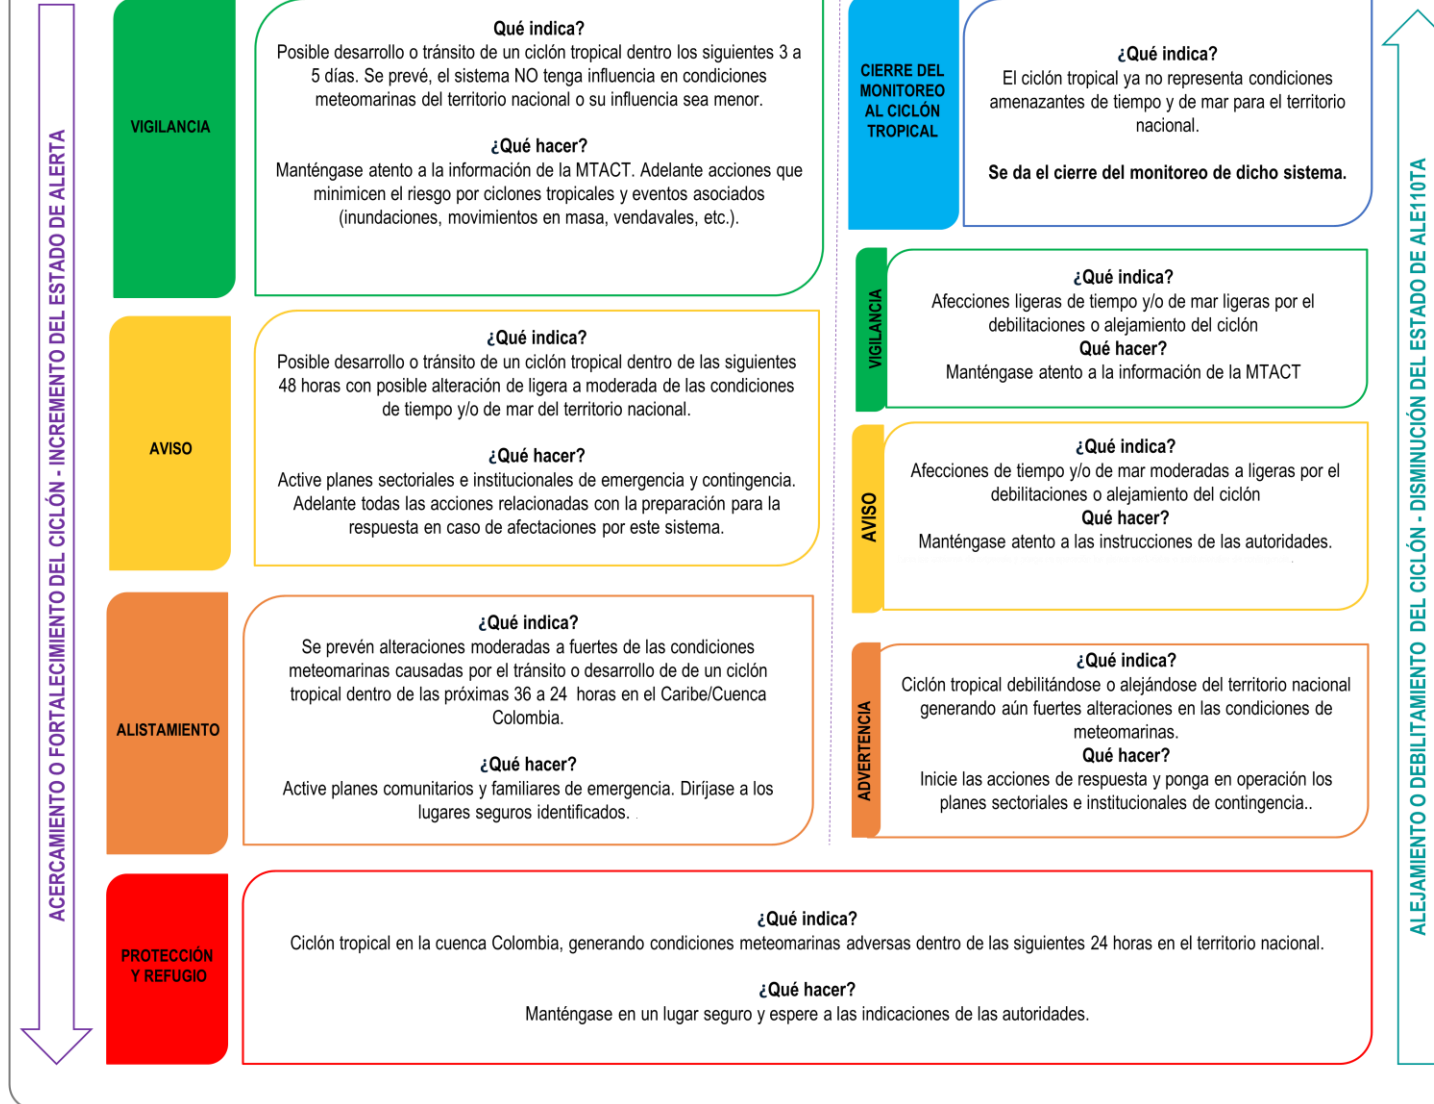 ACERCAMIENTO O FORTALECIMIENTO DEL CICLÓN - INCREMENTO DEL ESTADO DE ALERTA
VIGILANCIA
Qué indica?
Posible desarrollo o tránsito de un ciclón tropical dentro los siguientes 3 a
5 días. Se prevé, el sistema NO tenga influencia en condiciones
meteomarinas del territorio nacional o su influencia sea menor.
¿Qué hacer?
Manténgase atento a la información de la MTACT. Adelante acciones que
minimicen el riesgo por ciclones tropicales y eventos asociados
(inundaciones, movimientos en masa, vendavales, etc.).
AVISO
¿Qué indica?
Posible desarrollo o tránsito de un ciclón tropical dentro de las siguientes
48 horas con posible alteración de ligera a moderada de las condiciones
de tiempo y/o de mar del territorio nacional.
¿Qué hacer?
Active planes sectoriales e institucionales de emergencia y contingencia.
Adelante todas las acciones relacionadas con la preparación para la
respuesta en caso de afectaciones por este sistema.
ALISTAMIENTO
¿Qué indica?
Se prevén alteraciones moderadas a fuertes de las condiciones
meteomarinas causadas por el tránsito o desarrollo de de un ciclón
tropical dentro de las próximas 36 a 24 horas en el Caribe/Cuenca
Colombia.
¿Qué hacer?
Active planes comunitarios y familiares de emergencia. Diríjase a los
lugares seguros identificados.
CIERRE DEL
MONITOREO
AL CICLÓN
TROPICAL
¿Qué indica?
El ciclón tropical ya no representa condiciones
amenazantes de tiempo y de mar para el territorio
nacional.
Se da el cierre del monitoreo de dicho sistema.
VIGILANCIA
¿Qué indica?
Afecciones ligeras de tiempo y/o de mar ligeras por el
debilitaciones o alejamiento del ciclón
Qué hacer?
Manténgase atento a la información de la MTACT
AVISO
¿Qué indica?
Afecciones de tiempo y/o de mar moderadas a ligeras por el
debilitaciones o alejamiento del ciclón
Qué hacer?
Manténgase atento a las instrucciones de las autoridades.
ADVERTENCIA
¿Qué indica?
Ciclón tropical debilitándose o alejándose del territorio nacional
generando aún fuertes alteraciones en las condiciones de
meteomarinas.
Qué hacer?
Inicie las acciones de respuesta y ponga en operación los
planes sectoriales e institucionales de contingencia..
PROTECCIÓN
Y REFUGIO
¿Qué indica?
Ciclón tropical en la cuenca Colombia, generando condiciones meteomarinas adversas dentro de las siguientes 24 horas en el territorio nacional.
¿Qué hacer?
Manténgase en un lugar seguro y espere a las indicaciones de las autoridades.
ALEJAMIENTO O DEBILITAMIENTO DEL CICLÓN - DISMINUCIÓN DEL ESTADO DE ALE110TA